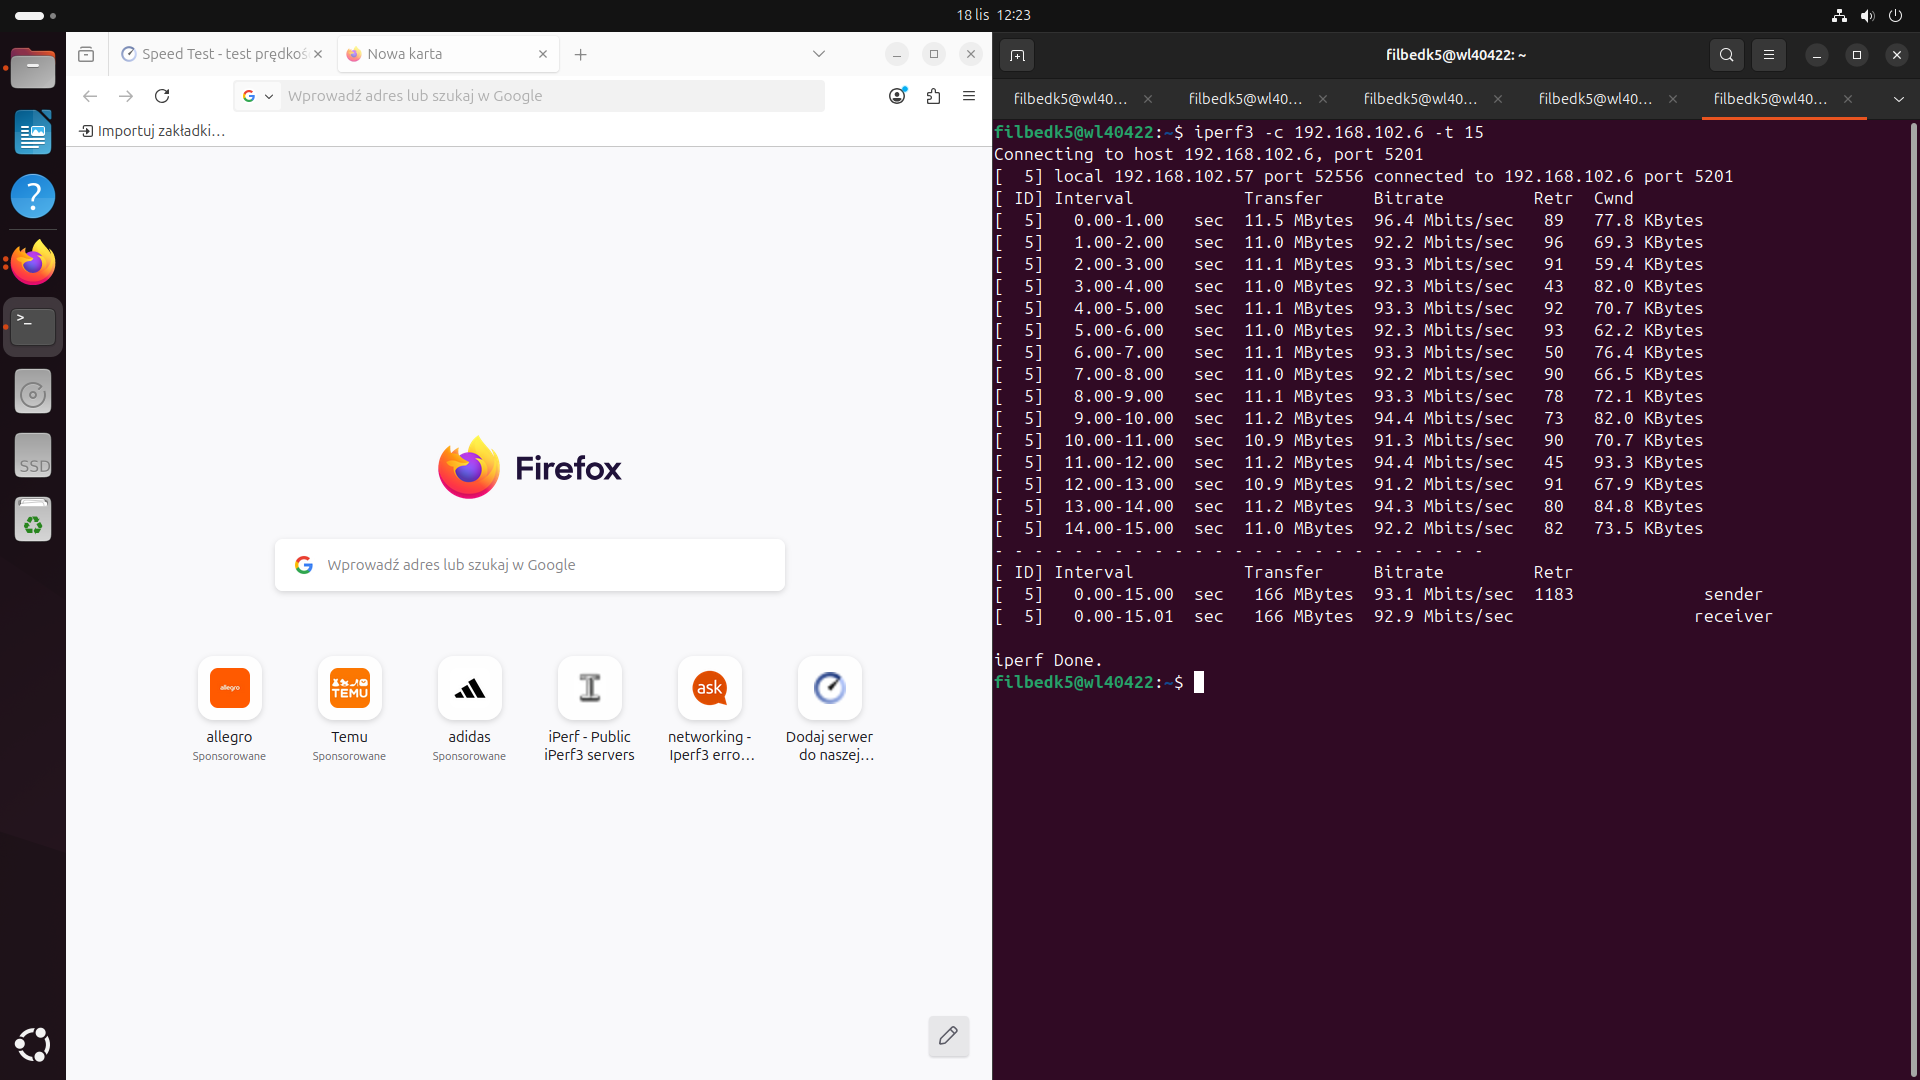 18 lis 12:23
Speed Test - test prędkoś
Nowa karta
Wprowadź adres lub szukaj w Google
Importuj zakładki…
Firefox
Wprowadź adres lub szukaj w Google
allegro
TEMU
ask
allegro
Sponsorowane
Temu
Sponsorowane
adidas
Sponsorowane
iPerf - Public
iPerf3 servers
networking -
Iperf3 erro…
Dodaj serwer
do naszej…
SSD
filbedk5@wl40422: ~
filbedk5@wl40… filbedk5@wl40… filbedk5@wl40… filbedk5@wl40… filbedk5@wl40…
filbedk5@wl40422:~$ iperf3 -c 192.168.102.6 -t 15
Connecting to host 192.168.102.6, port 5201
[  5] local 192.168.102.57 port 52556 connected to 192.168.102.6 port 5201
[ ID] Interval           Transfer     Bitrate         Retr  Cwnd
[  5]   0.00-1.00   sec  11.5 MBytes  96.4 Mbits/sec   89   77.8 KBytes
[  5]   1.00-2.00   sec  11.0 MBytes  92.2 Mbits/sec   96   69.3 KBytes
[  5]   2.00-3.00   sec  11.1 MBytes  93.3 Mbits/sec   91   59.4 KBytes
[  5]   3.00-4.00   sec  11.0 MBytes  92.3 Mbits/sec   43   82.0 KBytes
[  5]   4.00-5.00   sec  11.1 MBytes  93.3 Mbits/sec   92   70.7 KBytes
[  5]   5.00-6.00   sec  11.0 MBytes  92.3 Mbits/sec   93   62.2 KBytes
[  5]   6.00-7.00   sec  11.1 MBytes  93.3 Mbits/sec   50   76.4 KBytes
[  5]   7.00-8.00   sec  11.0 MBytes  92.2 Mbits/sec   90   66.5 KBytes
[  5]   8.00-9.00   sec  11.1 MBytes  93.3 Mbits/sec   78   72.1 KBytes
[  5]   9.00-10.00  sec  11.2 MBytes  94.4 Mbits/sec   73   82.0 KBytes
[  5]  10.00-11.00  sec  10.9 MBytes  91.3 Mbits/sec   90   70.7 KBytes
[  5]  11.00-12.00  sec  11.2 MBytes  94.4 Mbits/sec   45   93.3 KBytes
[  5]  12.00-13.00  sec  10.9 MBytes  91.2 Mbits/sec   91   67.9 KBytes
[  5]  13.00-14.00  sec  11.2 MBytes  94.3 Mbits/sec   80   84.8 KBytes
[  5]  14.00-15.00  sec  11.0 MBytes  92.2 Mbits/sec   82   73.5 KBytes
- - - - - - - - - - - - - - - - - - - - - - - - -
[ ID] Interval           Transfer     Bitrate         Retr
[  5]   0.00-15.00  sec   166 MBytes  93.1 Mbits/sec  1183             sender
[  5]   0.00-15.01  sec   166 MBytes  92.9 Mbits/sec                  receiver
iperf Done.
filbedk5@wl40422:~$